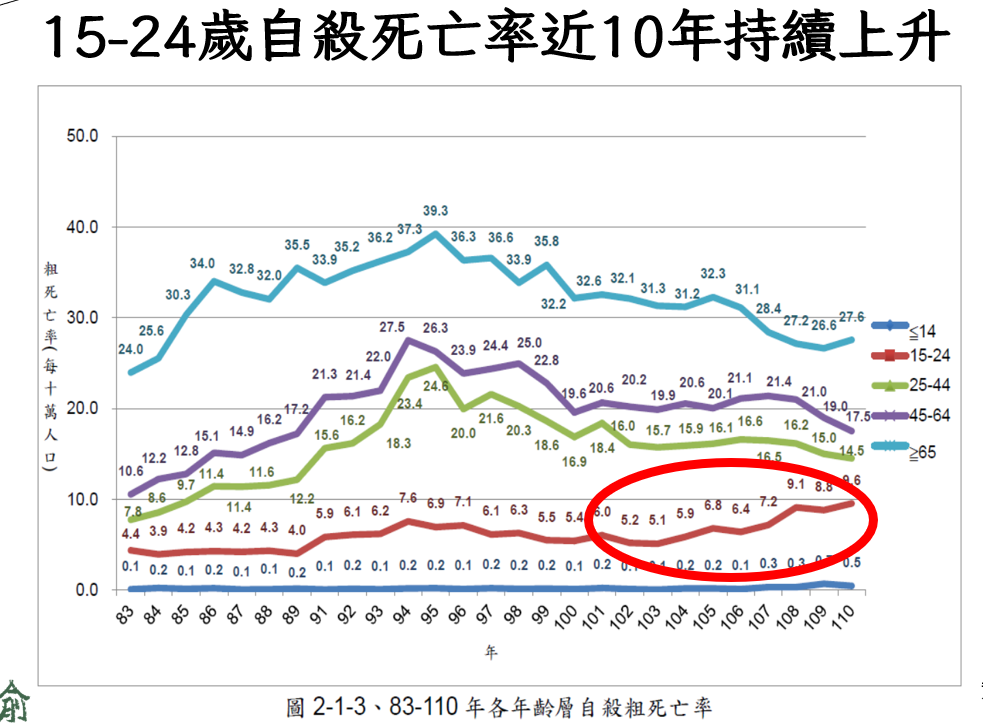 15-24歲自殺死亡率近10年持續上升
粗死亡率(每十萬人口)
50.0
40.0
30.0
20.0
10.0
0.0
24.0 25.6 30.3 34.0 32.8 32.0 35.5 33.9 35.2 36.2 37.3 39.3 36.3 36.6 33.9 35.8 32.2 32.6 32.1 31.3 31.2 32.3 31.1 28.4 27.2 26.6 27.6
10.6 12.2 12.8 15.1 14.9 16.2 17.2 21.3 21.4 22.0 27.5 26.3 23.9 24.4 25.0 22.8 19.6 20.6 20.2 19.9 20.6 20.1 21.1 21.4 21.0 19.0 17.5
7.8 8.6 9.7 11.4 11.4 11.6 12.2 15.6 16.2 18.3 23.4 24.6 20.0 21.6 20.3 18.6 16.9 18.4 16.0 15.7 15.9 16.1 16.6 16.5 16.2 15.0 14.5
4.4 3.9 4.2 4.3 4.2 4.3 4.0 5.9 6.1 6.2 7.6 6.9 7.1 6.1 6.3 5.5 5.4 6.0 5.2 5.1 5.9 6.8 6.4 7.2 9.1 8.8 9.6
0.1 0.2 0.1 0.2 0.1 0.1 0.2 0.1 0.2 0.1 0.2 0.2 0.1 0.2 0.2 0.2 0.1 0.2 0.1 0.1 0.2 0.2 0.1 0.3 0.3 0.5
83 84 85 86 87 88 89 91 92 93 94 95 96 97 98 99 100 101 102 103 104 105 106 107 108 109 110
年
≦14
15-24
25-44
45-64
≧65
圖 2-1-3、83-110 年各年齡層自殺粗死亡率